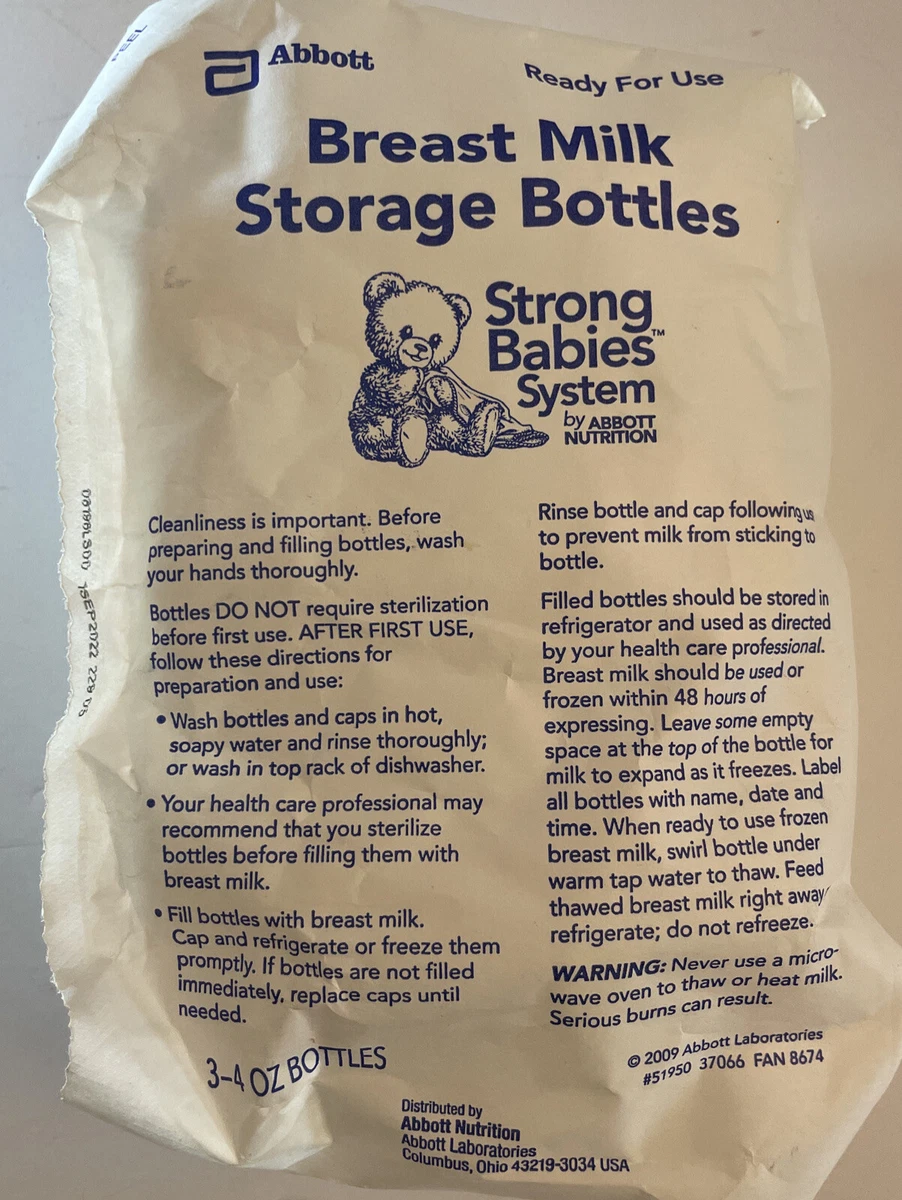 PEEL
Abbott
Ready For Use
Breast Milk
Storage Bottles
Strong
Babies™
System
by ABBOTT
NUTRITION
Cleanliness is important. Before
preparing and filling bottles, wash
your hands thoroughly.
Bottles DO NOT require sterilization
before first use. AFTER FIRST USE,
follow these directions for
preparation and use:
• Wash bottles and caps in hot,
soapy water and rinse thoroughly;
or wash in top rack of dishwasher.
• Your health care professional may
recommend that you sterilize
bottles before filling them with
breast milk.
• Fill bottles with breast milk.
Cap and refrigerate or freeze them
promptly. If bottles are not filled
immediately, replace caps until
needed.
3–4 OZ BOTTLES
Rinse bottle and cap following us
to prevent milk from sticking to
bottle.
Filled bottles should be stored in
refrigerator and used as directed
by your health care professional.
Breast milk should be used or
frozen within 48 hours of
expressing. Leave some empty
space at the top of the bottle for
milk to expand as it freezes. Label
all bottles with name, date and
time. When ready to use frozen
breast milk, swirl bottle under
warm tap water to thaw. Feed
thawed breast milk right away
refrigerate; do not refreeze.
WARNING: Never use a micro-
wave oven to thaw or heat milk.
Serious burns can result.
© 2009 Abbott Laboratories
#51950 37066 FAN 8674
Distributed by
Abbott Nutrition
Abbott Laboratories
Columbus, Ohio 43219-3034 USA
1SEP2022